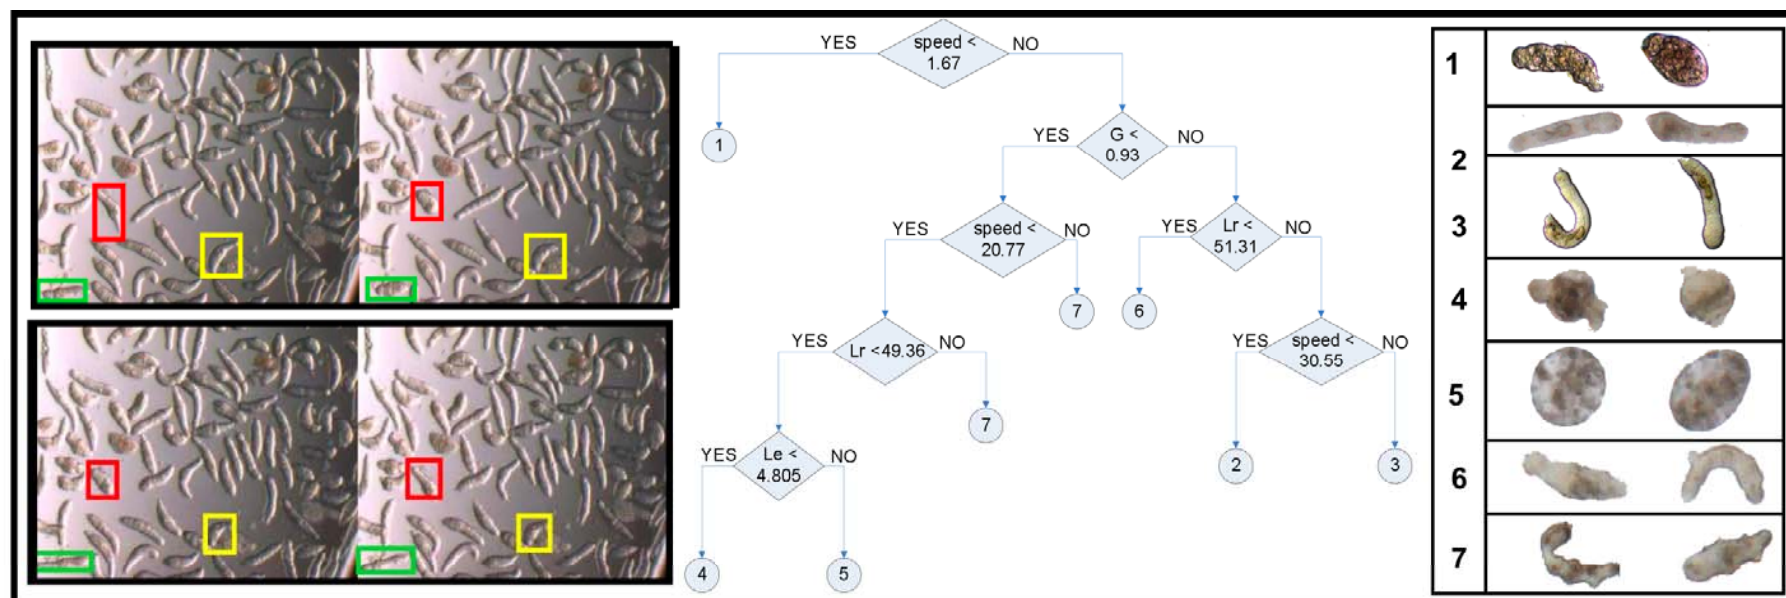 YES
speed <
1.67
NO
1
YES
G <
0.93
NO
YES
speed <
20.77
NO
YES
Lr <
51.31
NO
7
6
YES
Lr <49.36
NO
YES
speed <
30.55
NO
7
YES
Le <
4.805
NO
2
3
4
5
1
2
3
4
5
6
7